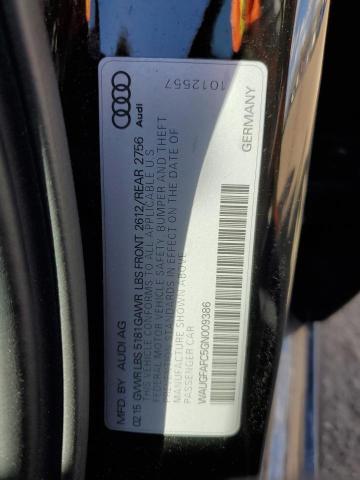 Audi
1012557
GERMANY
MFD. BY AUDI AG
02.15 GVWR LBS 5181 GAWR LBS FRONT 2612/REAR 2756
THIS VEHICLE CONFORMS TO ALL APPLICABLE U S
FEDERAL MOTOR VEHICLE SAFETY, BUMPER AND THEFT
PREVENTION STANDARDS IN EFFECT ON THE DATE OF
MANUFACTURE SHOWN ABOVE
PASSENGER CAR
WAUGFAFC5GN009386